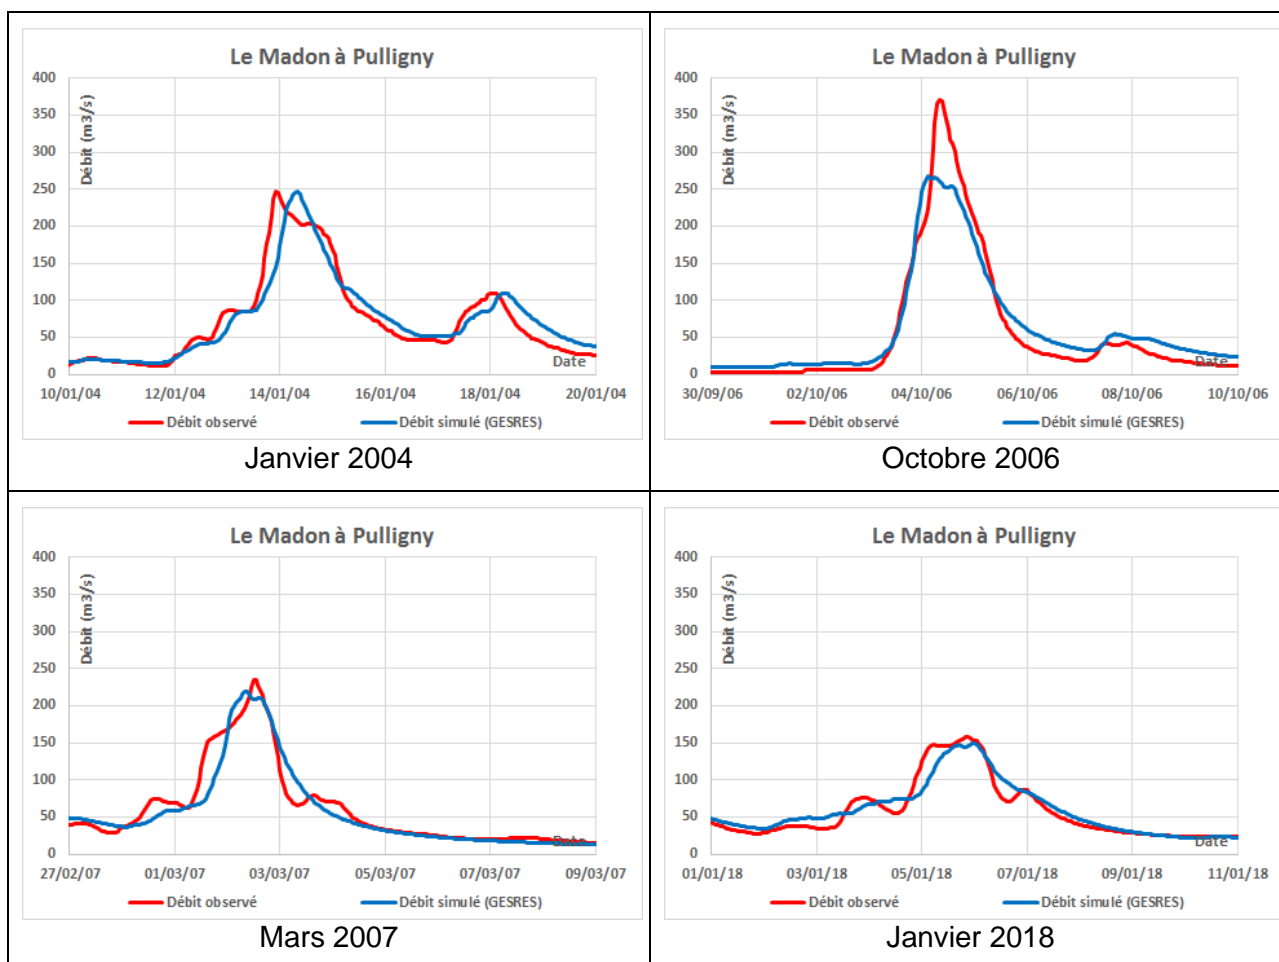 Le Madon à Pulligny
400
350
300
250
200
150
100
50
0
Débit (m3/s)
Date
10/01/04 12/01/04 14/01/04 16/01/04 18/01/04 20/01/04
Débit observé Débit simulé (GESRES)
Janvier 2004
Le Madon à Pulligny
400
350
300
250
200
150
100
50
0
Débit (m3/s)
Date
30/09/06 02/10/06 04/10/06 06/10/06 08/10/06 10/10/06
Débit observé Débit simulé (GESRES)
Octobre 2006
Le Madon à Pulligny
400
350
300
250
200
150
100
50
0
Débit (m3/s)
Date
27/02/07 01/03/07 03/03/07 05/03/07 07/03/07 09/03/07
Débit observé Débit simulé (GESRES)
Mars 2007
Le Madon à Pulligny
400
350
300
250
200
150
100
50
0
Débit (m3/s)
Date
01/01/18 03/01/18 05/01/18 07/01/18 09/01/18 11/01/18
Débit observé Débit simulé (GESRES)
Janvier 2018